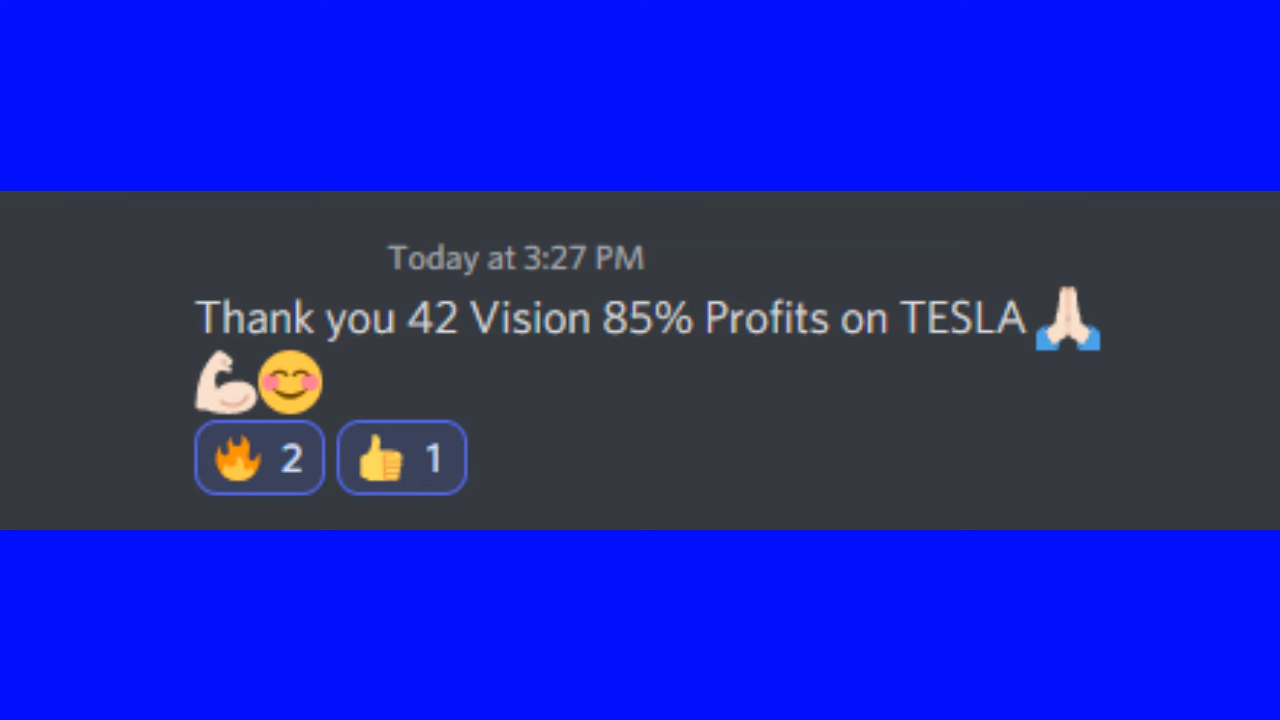 Today at 3:27 PM
Thank you 42 Vision 85% Profits on TESLA 🙏🏻
💪🏻😊
🔥 2 👍 1